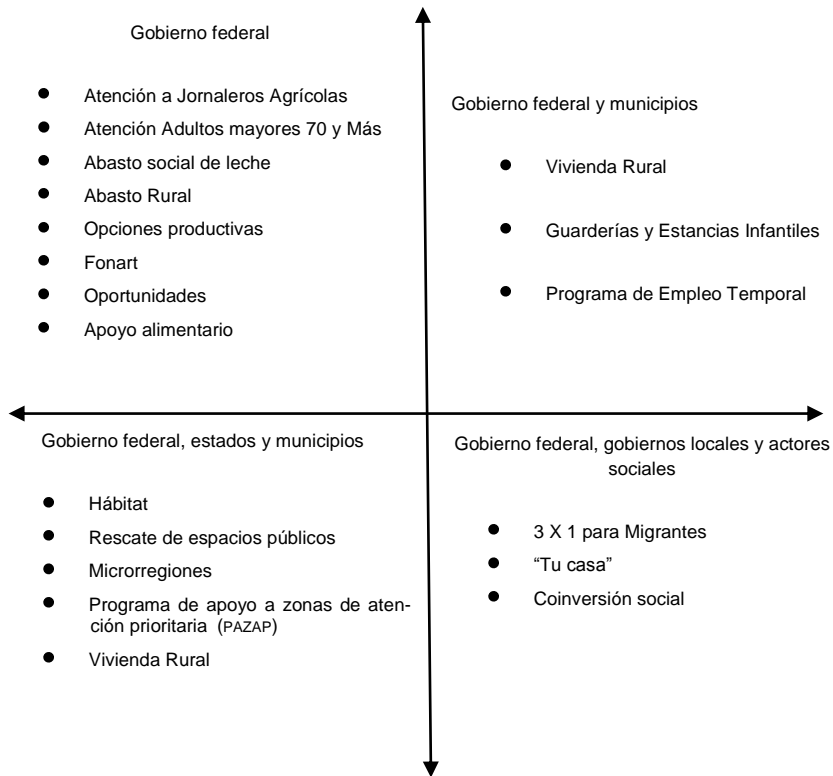 Gobierno federal
● Atención a Jornaleros Agrícolas
● Atención Adultos mayores 70 y Más
● Abasto social de leche
● Abasto Rural
● Opciones productivas
● Fonart
● Oportunidades
● Apoyo alimentario
Gobierno federal y municipios
● Vivienda Rural
● Guarderías y Estancias Infantiles
● Programa de Empleo Temporal
Gobierno federal, estados y municipios
● Hábitat
● Rescate de espacios públicos
● Microrregiones
● Programa de apoyo a zonas de aten-
ción prioritaria (PAZAP)
● Vivienda Rural
Gobierno federal, gobiernos locales y actores
sociales
● 3 X 1 para Migrantes
● “Tu casa”
● Coinversión social